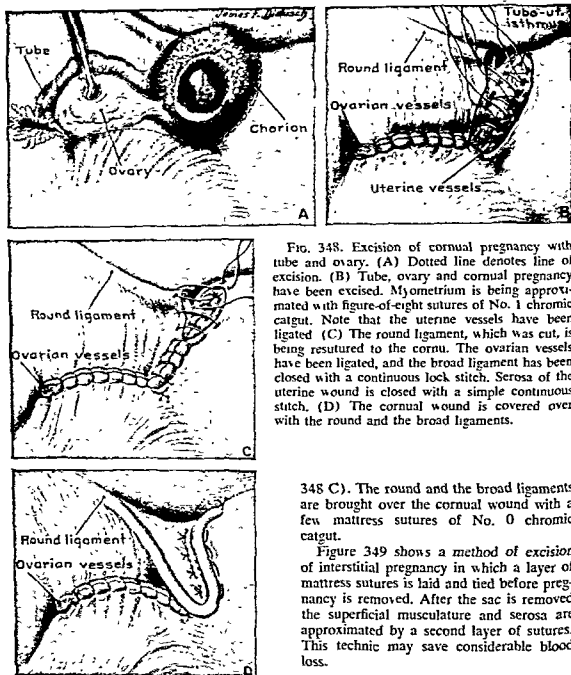 James F. Didusch
Tube
Ovary
Chorion
A
Tubo-ut.
isthmus
Round ligament
Ovarian vessels
Uterine vessels
B
Round ligament
Ovarian vessels
C
FIG. 348. Excision of cornual pregnancy with
tube and ovary. (A) Dotted line denotes line of
excision. (B) Tube, ovary and cornual pregnancy
have been excised. Myometrium is being approxi-
mated with figure-of-eight sutures of No. 1 chromic
catgut. Note that the uterine vessels have been
ligated (C) The round ligament, which was cut, is
being resutured to the cornu. The ovarian vessels
have been ligated, and the broad ligament has been
closed with a continuous lock stitch. Serosa of the
uterine wound is closed with a simple continuous
stitch. (D) The cornual wound is covered over
with the round and the broad ligaments.
Round ligament
Ovarian vessels
D
348 C). The round and the broad ligaments
are brought over the cornual wound with a
few mattress sutures of No. 0 chromic
catgut.
Figure 349 shows a method of excision
of interstitial pregnancy in which a layer of
mattress sutures is laid and tied before preg-
nancy is removed. After the sac is removed
the superficial musculature and serosa are
approximated by a second layer of sutures.
This technic may save considerable blood
loss.